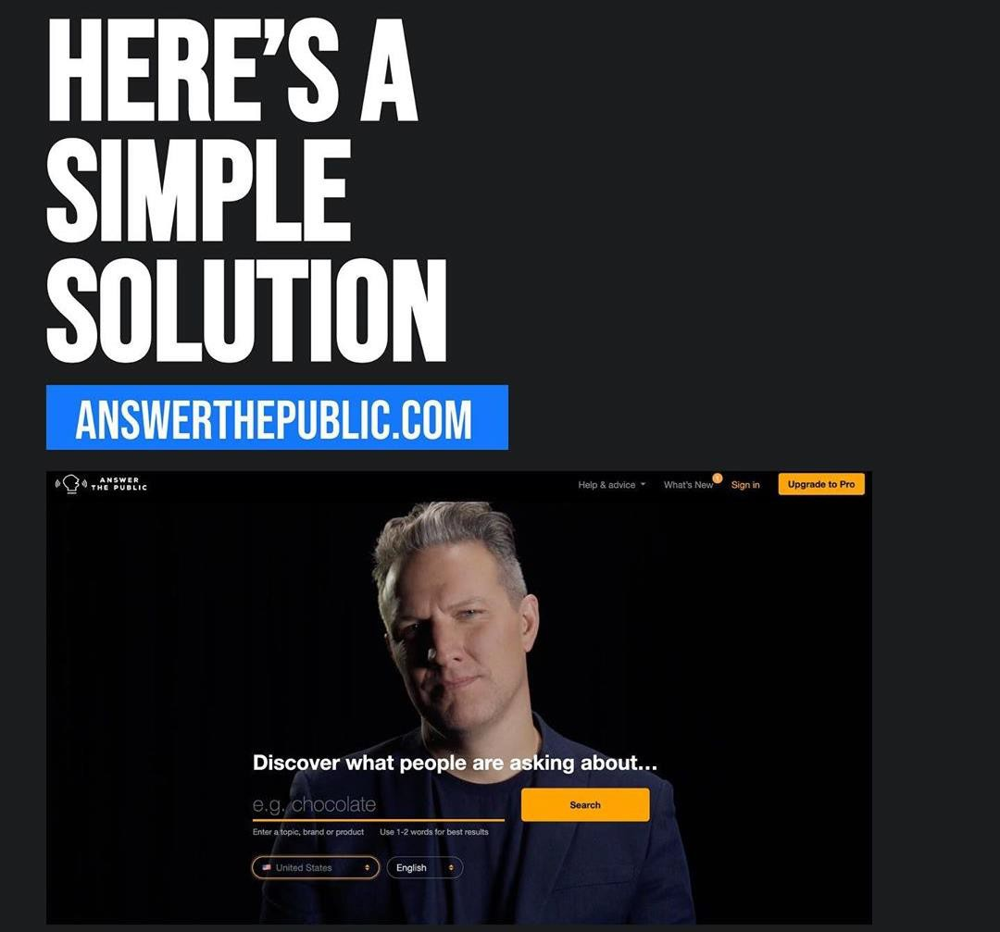 HERE'S A
SIMPLE
SOLUTION
ANSWERTHEPUBLIC.COM
ANSWER
THE PUBLIC
Help & advice
What's New
1
Sign in
Upgrade to Pro
Discover what people are asking about...
e.g. chocolate
Search
Enter a topic, brand or product
Use 1-2 words for best results
United States
English